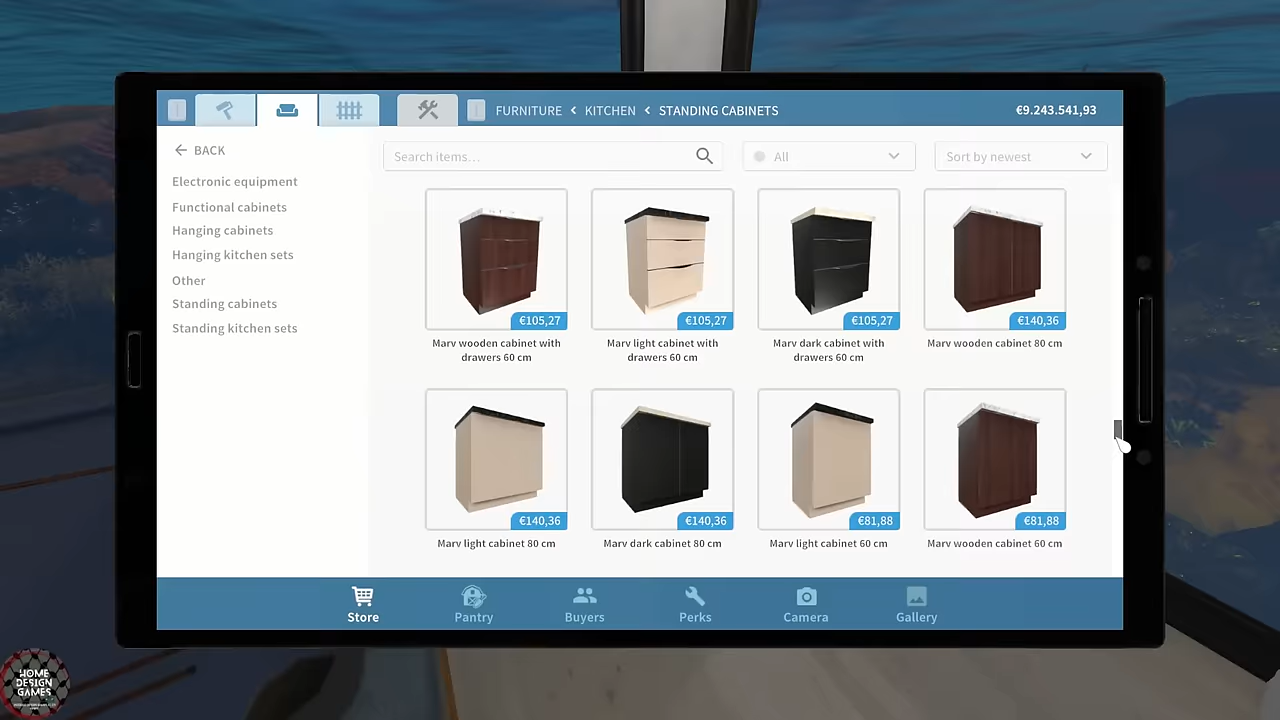 FURNITURE < KITCHEN < STANDING CABINETS
€9.243.541,93
BACK
Search items...
All
Sort by newest
Electronic equipment
Functional cabinets
Hanging cabinets
Hanging kitchen sets
Other
Standing cabinets
Standing kitchen sets
€105,27
€105,27
€105,27
€140,36
Marv wooden cabinet with
drawers 60 cm
Marv light cabinet with
drawers 60 cm
Marv dark cabinet with
drawers 60 cm
Marv wooden cabinet 80 cm
€140,36
€140,36
€81,88
€81,88
Marv light cabinet 80 cm
Marv dark cabinet 80 cm
Marv light cabinet 60 cm
Marv wooden cabinet 60 cm
Store
Pantry
Buyers
Perks
Camera
Gallery
HOME
DESIGN
GAMES